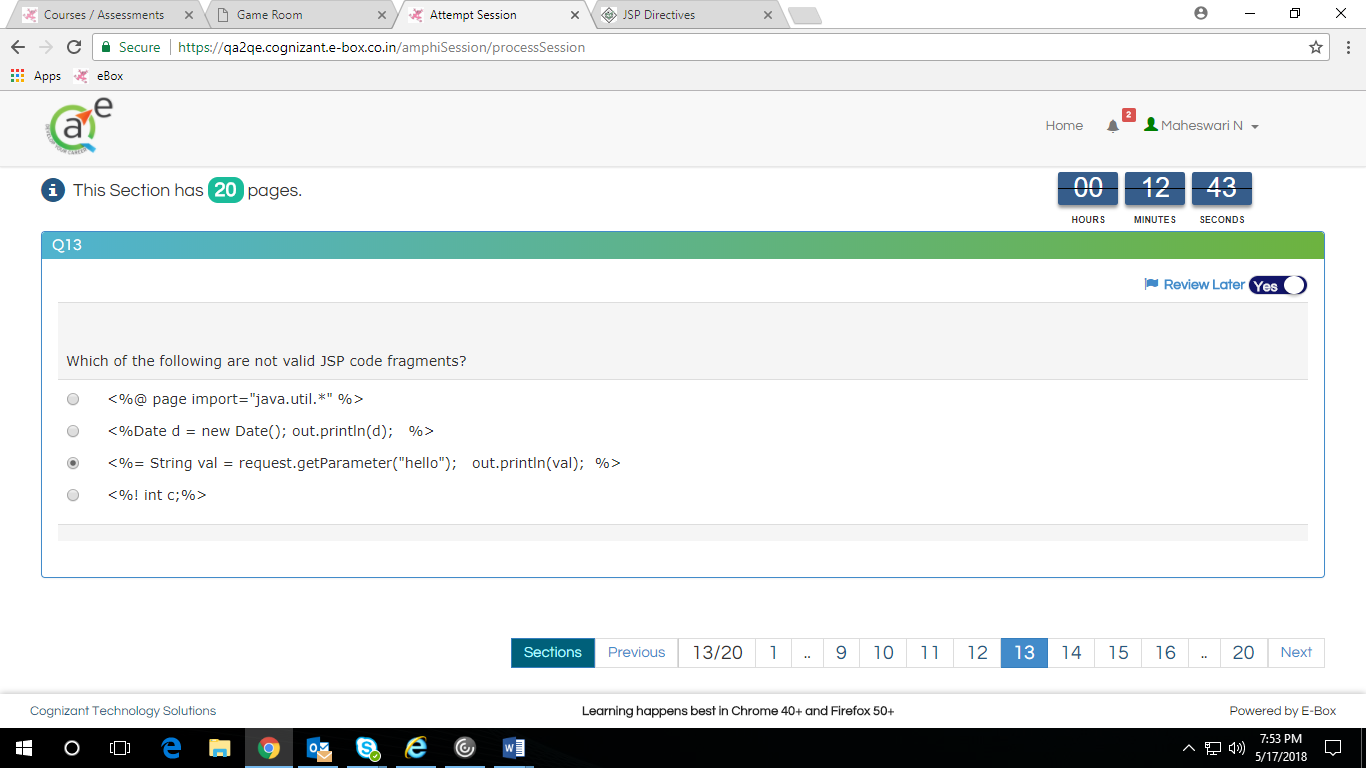 Courses / Assessments
Game Room
Attempt Session
JSP Directives
Secure
https://qa2qe.cognizant.e-box.co.in/amphiSession/processSession
Apps
eBox
a e
Home
2
Maheswari N
This Section has 20 pages.
00 12 43
HOURS MINUTES SECONDS
Q13
Review Later Yes
Which of the following are not valid JSP code fragments?
<%@ page import="java.util.*" %>
<%Date d = new Date(); out.println(d);   %>
<%= String val = request.getParameter("hello");   out.println(val);  %>
<%! int c;%>
Sections Previous 13/20 1 .. 9 10 11 12 13 14 15 16 .. 20 Next
Cognizant Technology Solutions
Learning happens best in Chrome 40+ and Firefox 50+
Powered by E-Box
7:53 PM
5/17/2018